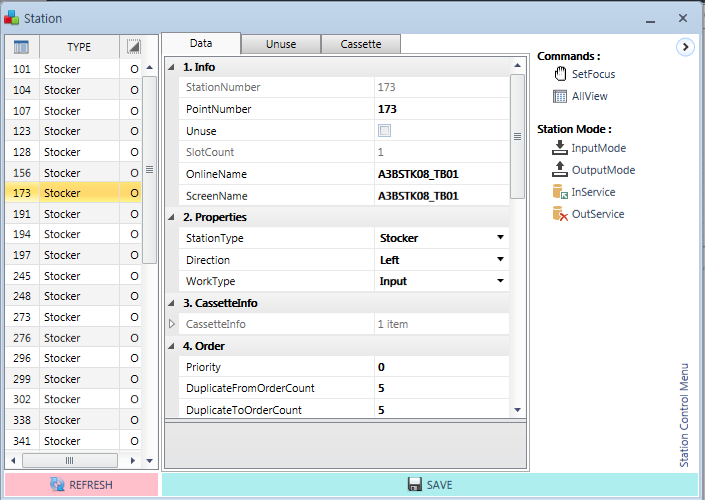 Station
TYPE
101 Stocker O
104 Stocker O
107 Stocker O
123 Stocker O
128 Stocker O
156 Stocker O
173 Stocker O
191 Stocker O
194 Stocker O
197 Stocker O
245 Stocker O
248 Stocker O
273 Stocker O
276 Stocker O
296 Stocker O
299 Stocker O
302 Stocker O
338 Stocker O
341 Stocker O
REFRESH
Data Unuse Cassette
1. Info
StationNumber 173
PointNumber 173
Unuse
SlotCount 1
OnlineName A3BSTK08_TB01
ScreenName A3BSTK08_TB01
2. Properties
StationType Stocker
Direction Left
WorkType Input
3. CassetteInfo
CassetteInfo 1 item
4. Order
Priority 0
DuplicateFromOrderCount 5
DuplicateToOrderCount 5
SAVE
Commands :
SetFocus
AllView
Station Mode :
InputMode
OutputMode
InService
OutService
Station Control Menu